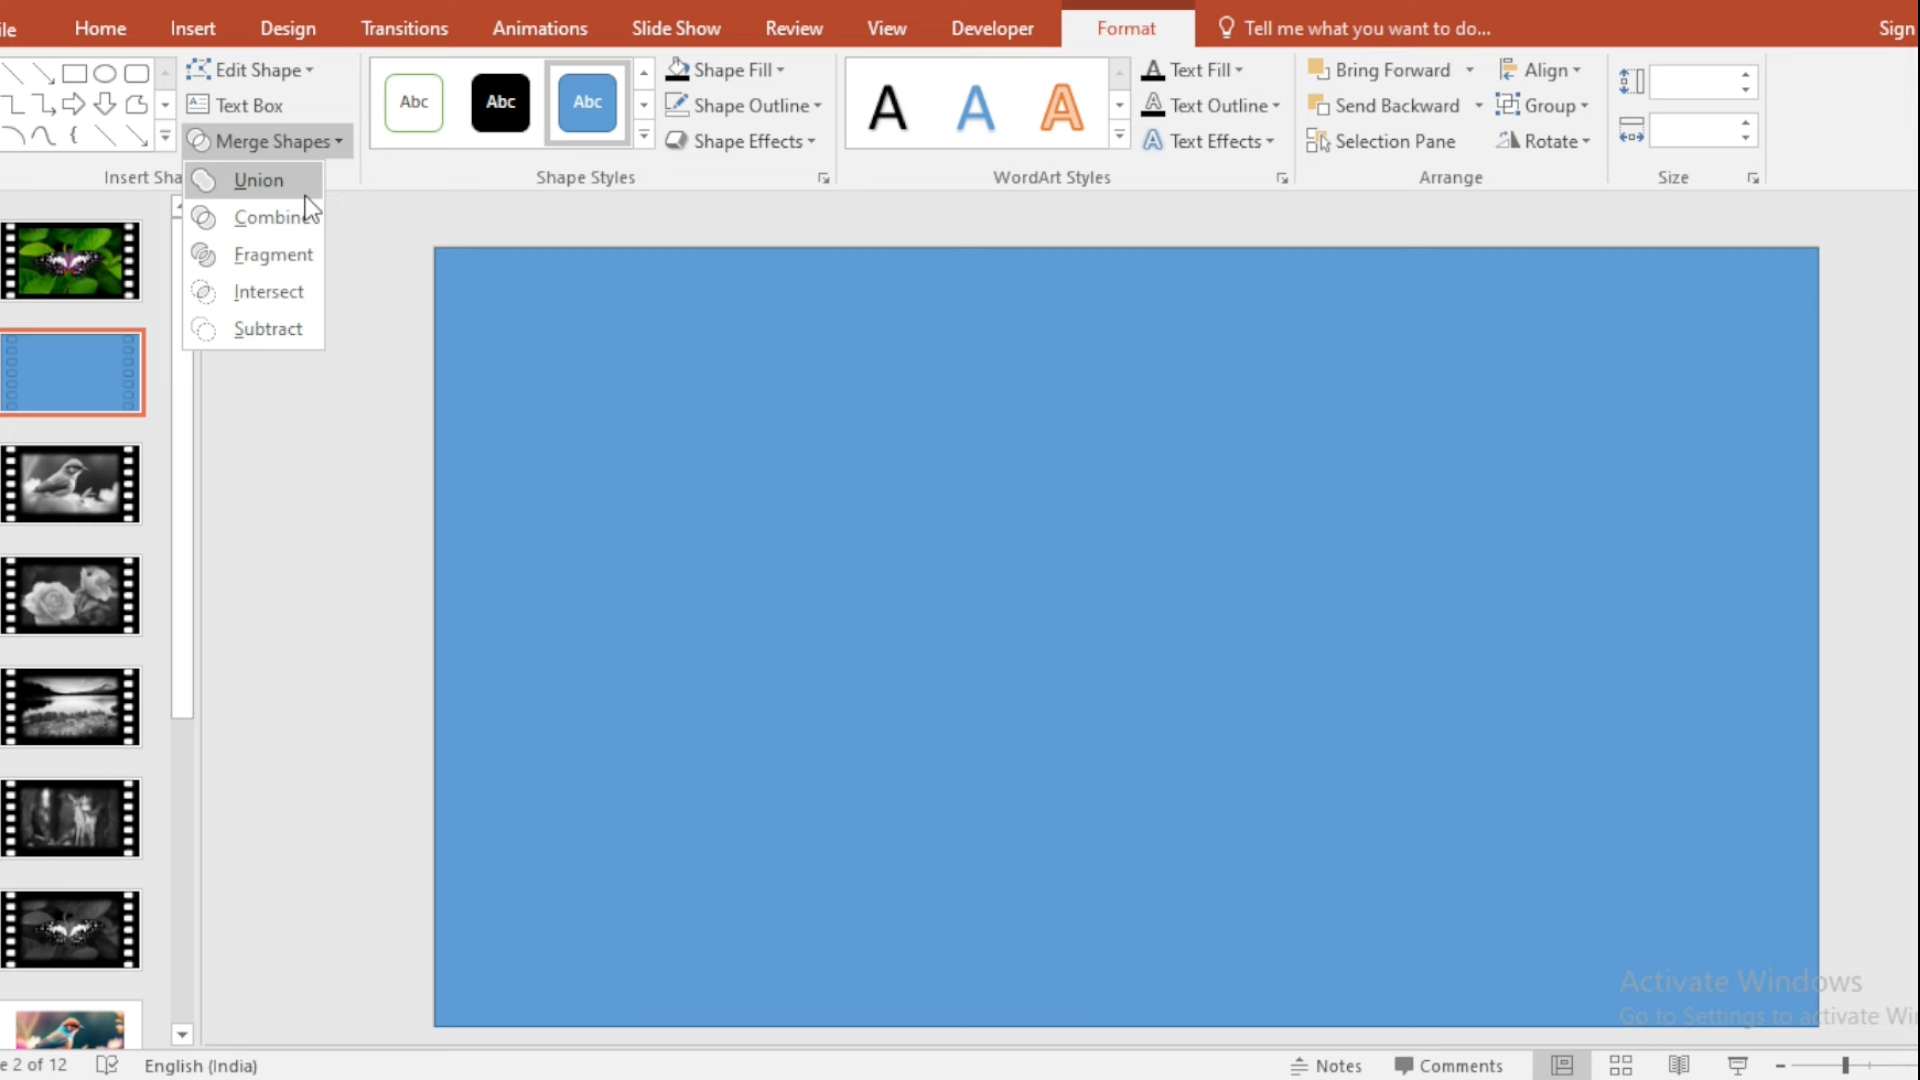 le Home Insert Design Transitions Animations Slide Show Review View Developer Format Tell me what you want to do... Sign
Edit Shape Abc Abc Abc Shape Fill A A A Text Fill Bring Forward Align
Text Box Shape Outline Text Outline Send Backward Group
Merge Shapes Shape Effects Text Effects Selection Pane Rotate
Insert Sha Shape Styles WordArt Styles Arrange Size
Union
Combine
Fragment
Intersect
Subtract
Activate Windows
Go to Settings to activate Wi
e 2 of 12 English (India) Notes Comments